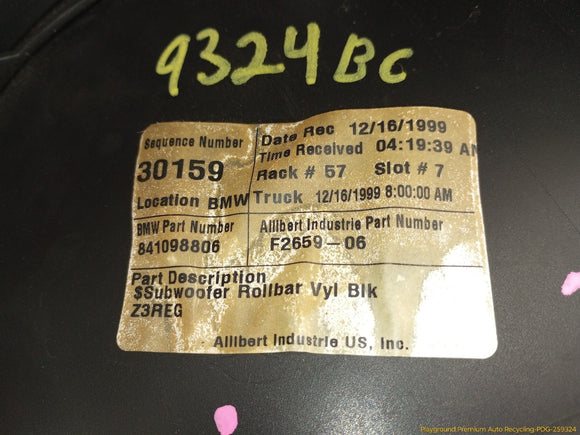 9324BC
Sequence Number
30159
Date Rec 12/16/1999
Time Received 04:19:39 AM
Rack # 57 Slot # 7
Location BMW Truck 12/16/1999 8:00:00 AM
BMW Part Number
841098806
Allibert Industrie Part Number
F2659-06
Part Description
$Subwoofer Rollbar Vyl Blk
Z3REG
Allibert Industrie US, Inc.
Playground Premium Auto Recycling-PDG-259324